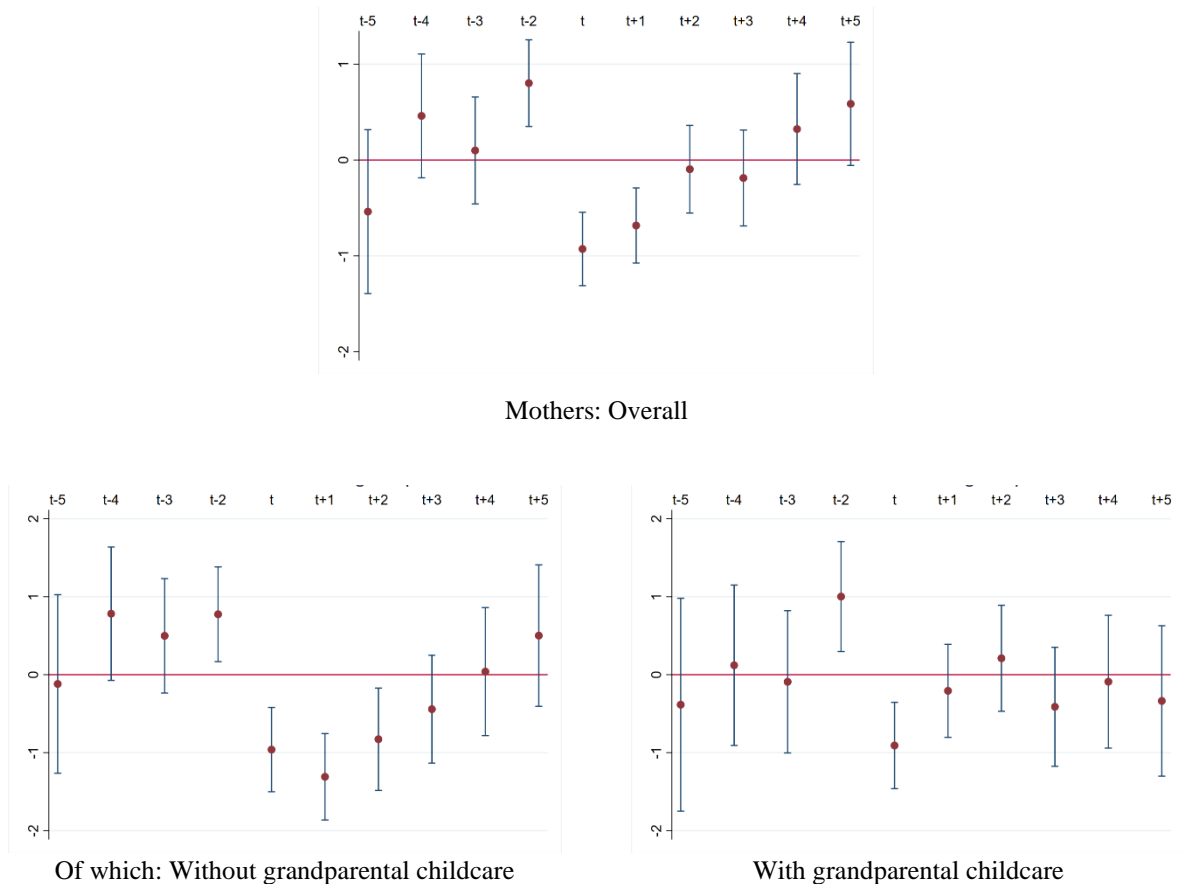 t-5 t-4 t-3 t-2 t t+1 t+2 t+3 t+4 t+5
1
0
-1
-2
Mothers: Overall
t-5 t-4 t-3 t-2 t t+1 t+2 t+3 t+4 t+5
2
1
0
-1
-2
Of which: Without grandparental childcare
t-5 t-4 t-3 t-2 t t+1 t+2 t+3 t+4 t+5
2
1
0
-1
-2
With grandparental childcare